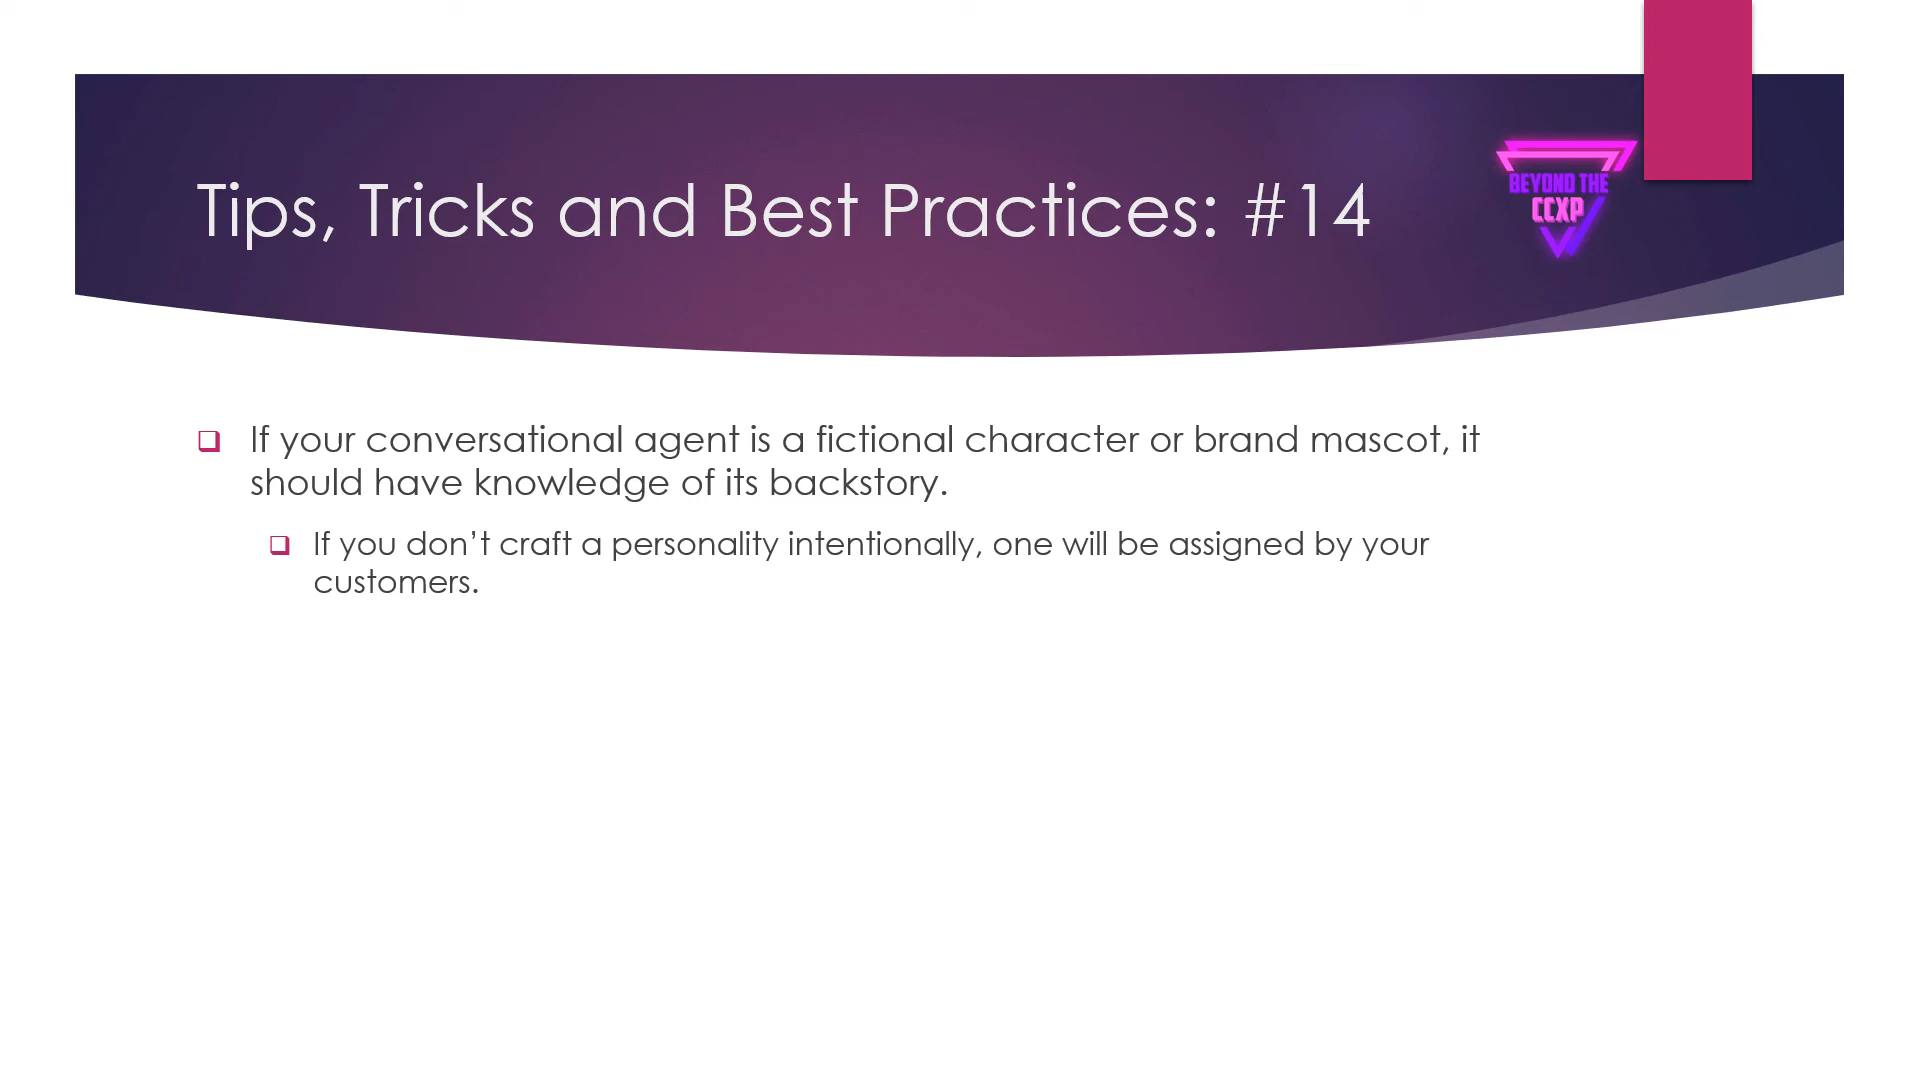 Tips, Tricks and Best Practices: #14
BEYOND THE
CCXP
If your conversational agent is a fictional character or brand mascot, it
should have knowledge of its backstory.
If you don’t craft a personality intentionally, one will be assigned by your
customers.